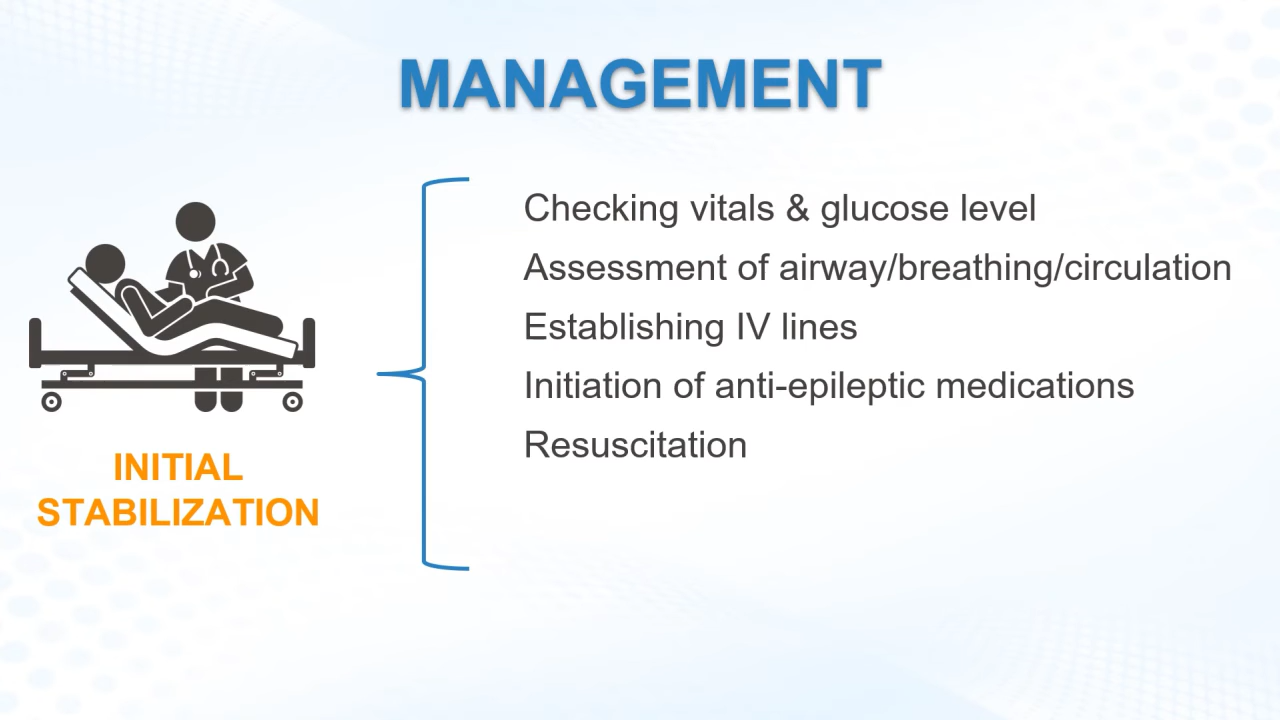 MANAGEMENT
Checking vitals & glucose level
Assessment of airway/breathing/circulation
Establishing IV lines
Initiation of anti-epileptic medications
Resuscitation
INITIAL
STABILIZATION